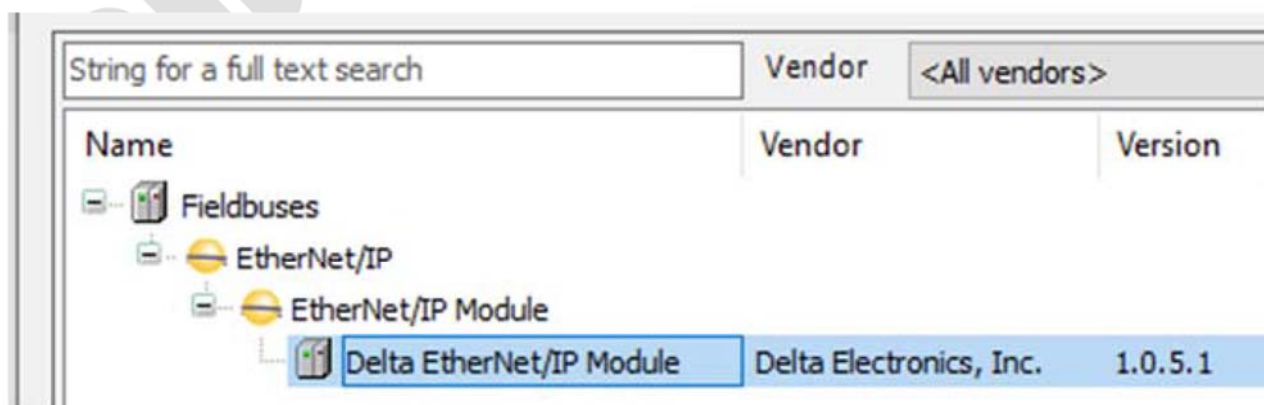 String for a full text search Vendor <All vendors>
Name Vendor Version
Fieldbuses
EtherNet/IP
EtherNet/IP Module
Delta EtherNet/IP Module Delta Electronics, Inc. 1.0.5.1